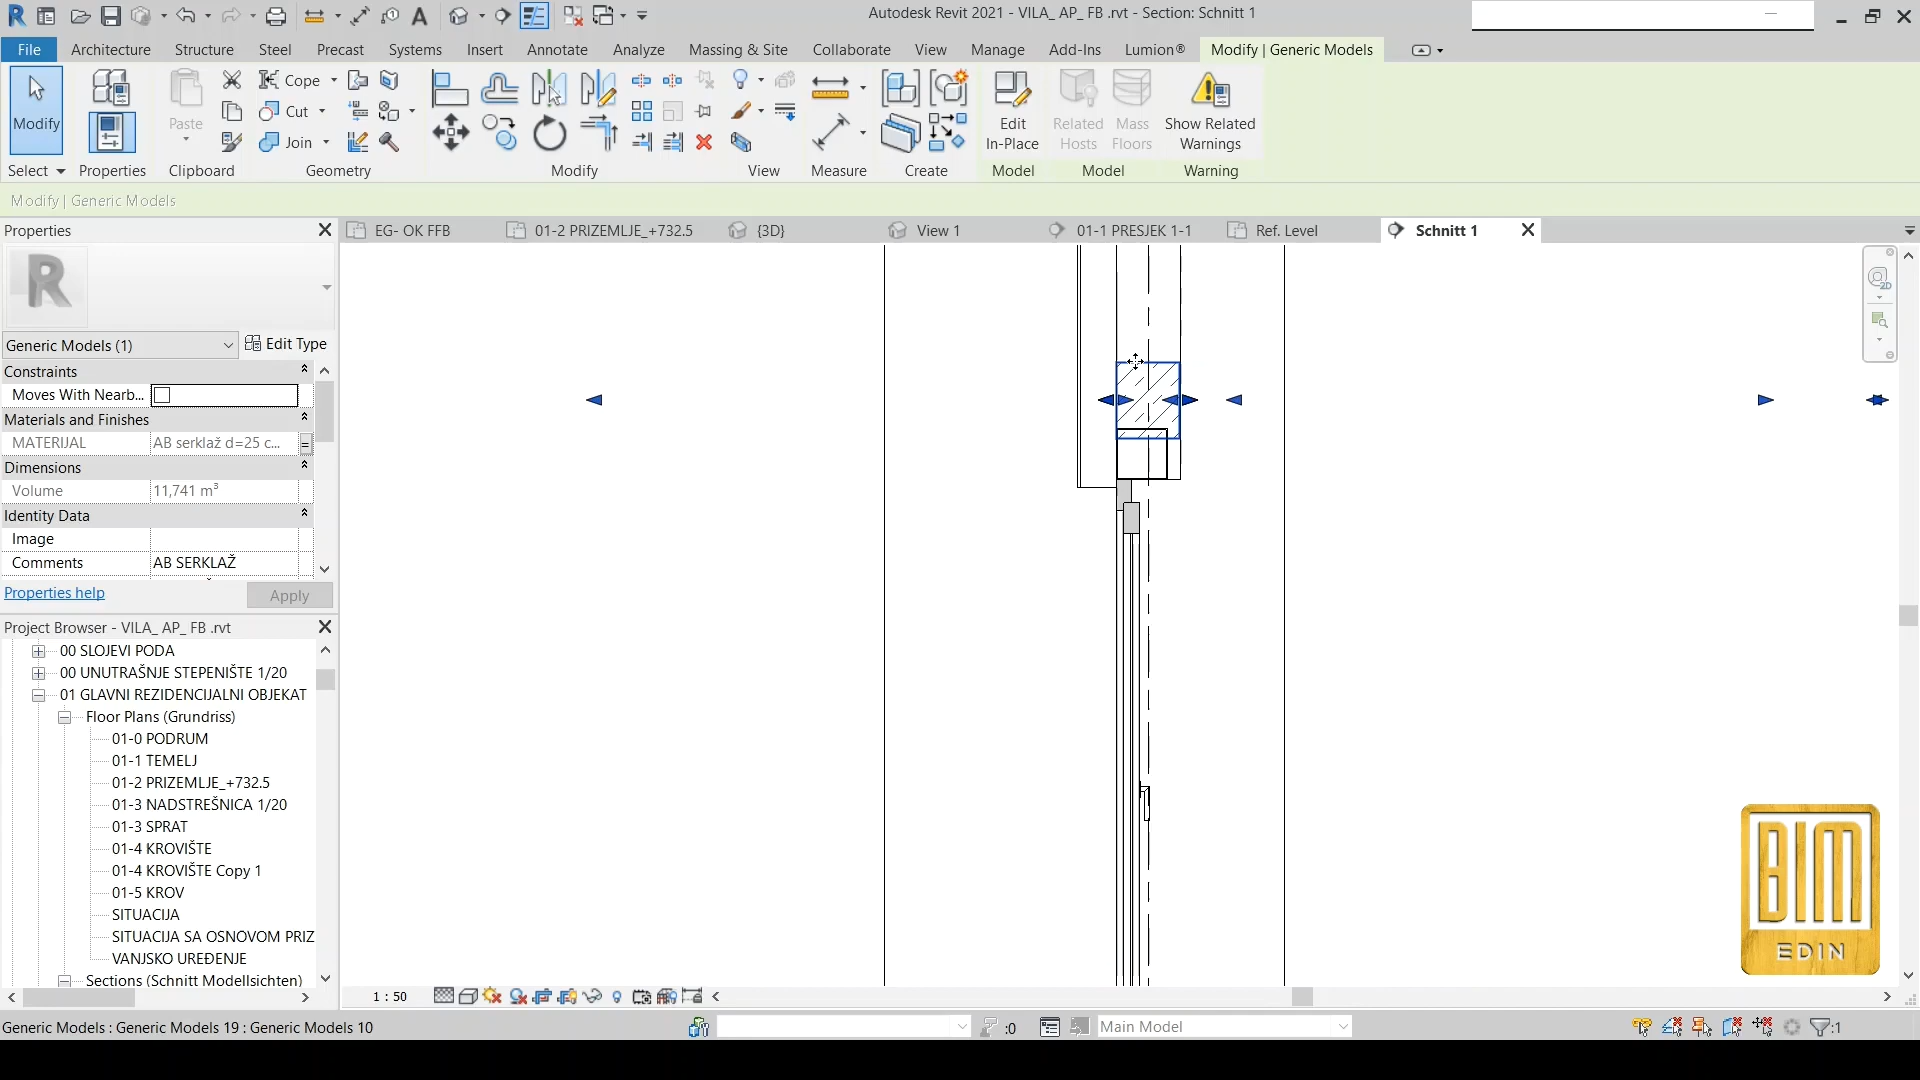 Autodesk Revit 2021 - VILA_ AP_ FB .rvt - Section: Schnitt 1
File
Architecture
Structure
Steel
Precast
Systems
Insert
Annotate
Analyze
Massing & Site
Collaborate
View
Manage
Add-Ins
Lumion®
Modify | Generic Models
Modify
Paste
Cope
Cut
Join
Edit
In-Place
Related
Hosts
Mass
Floors
Show Related
Warnings
Select
Properties
Clipboard
Geometry
Modify
View
Measure
Create
Model
Model
Warning
Modify | Generic Models
Properties
EG- OK FFB
01-2 PRIZEMLJE_+732.5
{3D}
View 1
01-1 PRESJEK 1-1
Ref. Level
Schnitt 1
2D
Generic Models (1)
Edit Type
Constraints
Moves With Nearb...
Materials and Finishes
MATERIJAL
AB serklaž d=25 c...
Dimensions
Volume
11,741 m³
Identity Data
Image
Comments
AB SERKLAŽ
Properties help
Apply
Project Browser - VILA_ AP_ FB .rvt
00 SLOJEVI PODA
00 UNUTRAŠNJE STEPENIŠTE 1/20
01 GLAVNI REZIDENCIJALNI OBJEKAT
Floor Plans (Grundriss)
01-0 PODRUM
01-1 TEMELJ
01-2 PRIZEMLJE_+732.5
01-3 NADSTREŠNICA 1/20
01-3 SPRAT
01-4 KROVIŠTE
01-4 KROVIŠTE Copy 1
01-5 KROV
SITUACIJA
SITUACIJA SA OSNOVOM PRIZ
VANJSKO UREĐENJE
Sections (Schnitt Modellsichten)
BIM
EDIN
1 : 50
Generic Models : Generic Models 19 : Generic Models 10
:0
Main Model
:1